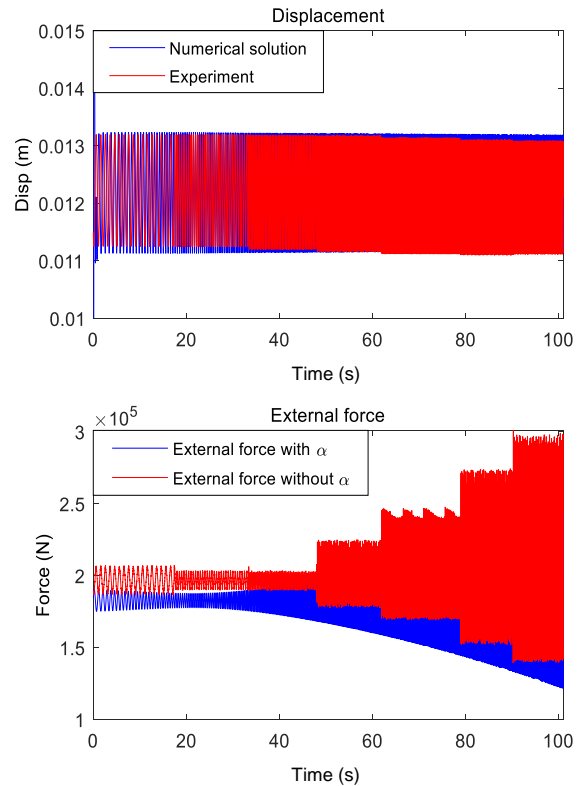 Displacement
0.015
Numerical solution
Experiment
0.014
0.013
0.012
0.011
0.01
Disp (m)
0 20 40 60 80 100
Time (s)
×10^5
External force
3
External force with α
External force without α
2.5
2
1.5
1
Force (N)
0 20 40 60 80 100
Time (s)